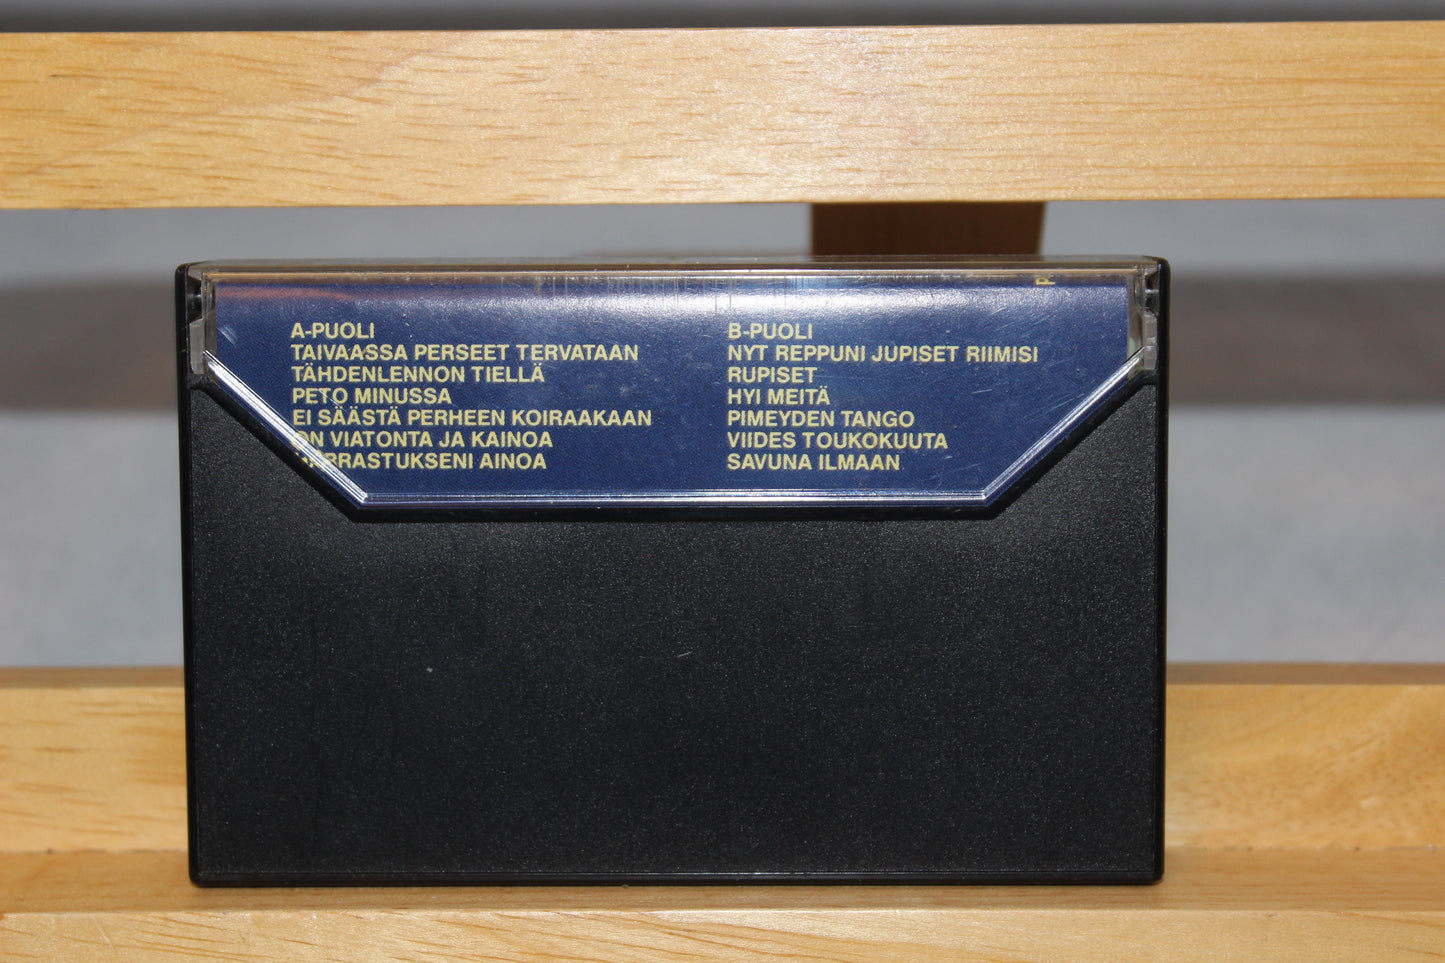 A-PUOLI
TAIVAASSA PERSEET TERVATAAN
TÄHDENLENNON TIELLÄ
PETO MINUSSA
EI SÄÄSTÄ PERHEEN KOIRAAKAAN
ON VIATONTA JA KAINOA
HARRASTUKSENI AINOA
B-PUOLI
NYT REPPUNI JUPISET RIIMISI
RUPISET
HYI MEITÄ
PIMEYDEN TANGO
VIIDES TOUKOKUUTA
SAVUNA ILMAAN